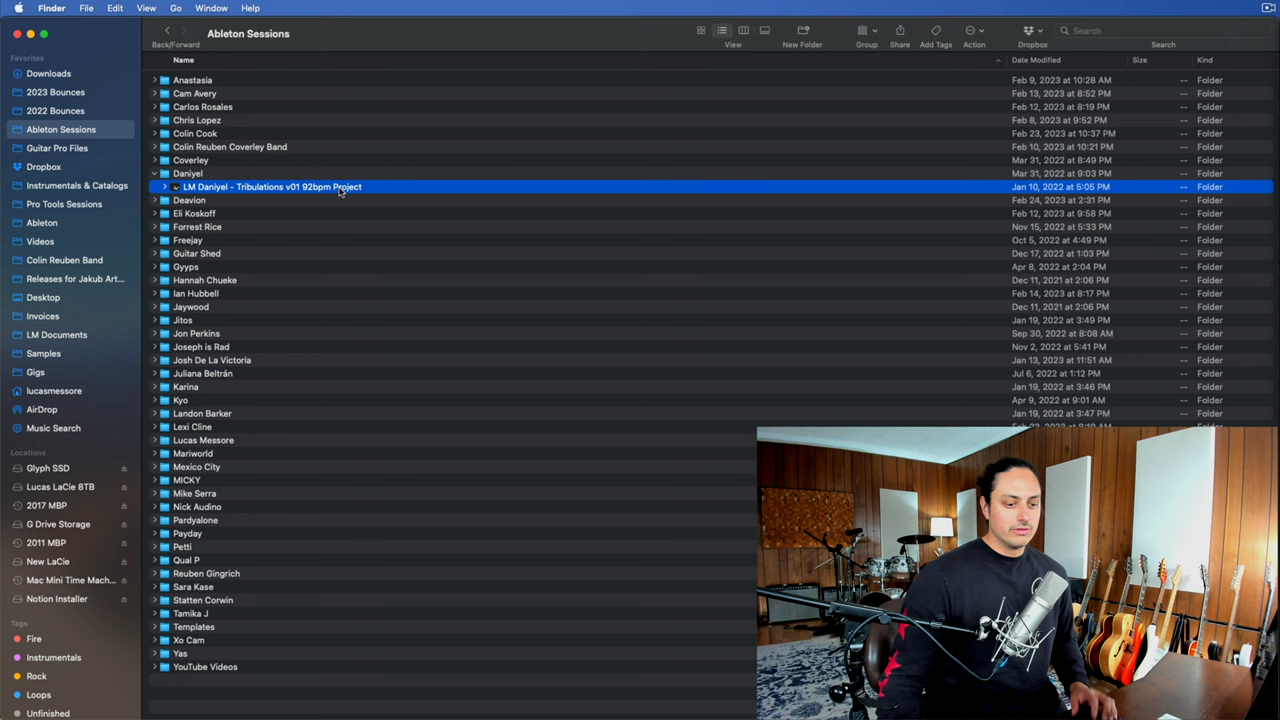 Finder File Edit View Go Window Help
Ableton Sessions
Back/Forward View New Folder Group Share Add Tags Action Dropbox Search
Search
Favorites
Downloads
2023 Bounces
2022 Bounces
Ableton Sessions
Guitar Pro Files
Dropbox
Instruments & Catalogs
Pro Tools Sessions
Ableton
Videos
Colin Reuben Band
Releases for Jakub Art...
Desktop
Invoices
LM Documents
Samples
Gigs
lucasmessore
AirDrop
Music Search
Locations
Glyph SSD
Lucas LaCie 8TB
2017 MBP
G Drive Storage
2011 MBP
New LaCie
Mac Mini Time Mach...
Notion Installer
Tags
Fire
Instrumentals
Rock
Loops
Unfinished
Name Date Modified Size Kind
Anastasia Feb 9, 2023 at 10:28 AM -- Folder
Cam Avery Feb 13, 2023 at 8:52 PM -- Folder
Carlos Rosales Feb 12, 2023 at 8:19 PM -- Folder
Chris Lopez Feb 8, 2023 at 9:52 PM -- Folder
Colin Cook Feb 23, 2023 at 10:37 PM -- Folder
Colin Reuben Coverley Band Feb 10, 2023 at 10:21 PM -- Folder
Coverley Mar 31, 2022 at 8:49 PM -- Folder
Daniyel Mar 31, 2022 at 9:03 PM -- Folder
LM Daniyel - Tribulations v01 92bpm Project Jan 10, 2022 at 5:05 PM -- Folder
Deavion Feb 24, 2023 at 2:31 PM -- Folder
Eli Koskoff Feb 12, 2023 at 8:56 PM -- Folder
Forrest Rice Nov 15, 2022 at 5:33 PM -- Folder
Freejay Oct 5, 2022 at 4:49 PM -- Folder
Guitar Shed Dec 17, 2022 at 1:03 PM -- Folder
Gyyps Apr 8, 2022 at 2:04 PM -- Folder
Hannah Chueke Dec 11, 2021 at 2:06 PM -- Folder
Ian Hubbell Feb 14, 2023 at 8:17 PM -- Folder
Jaywood Dec 11, 2021 at 2:06 PM -- Folder
Jitos Jan 19, 2022 at 3:49 PM -- Folder
Jon Perkins Sep 30, 2022 at 8:08 AM -- Folder
Joseph is Rad Nov 2, 2022 at 5:41 PM -- Folder
Josh De La Victoria Jan 13, 2023 at 11:51 AM -- Folder
Juliana Beltrán Jul 6, 2022 at 1:12 PM -- Folder
Karina Jan 19, 2022 at 3:46 PM -- Folder
Kyo Apr 9, 2022 at 9:01 AM -- Folder
Landon Barker Jan 19, 2022 at 3:47 PM -- Folder
Lexi Cline
Lucas Messore
Mariworld
Mexico City
MICKY
Mike Serra
Nick Audino
Pardyalone
Payday
Petti
Qual P
Reuben Gingrich
Sara Kase
Statten Corwin
Tamika J
Templates
Xo Cam
Yas
YouTube Videos